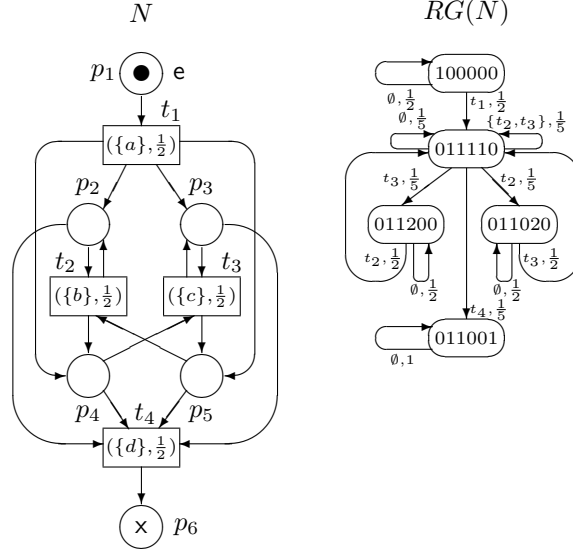 N
RG(N)
p₁
e
t₁
({a},½)
p₂
p₃
t₂
t₃
({b},½)
({c},½)
p₄
t₄
p₅
({d},½)
x
p₆
100000
∅,½
t₁,½
∅,⅕
{t₂,t₃},⅕
011110
t₃,⅕
t₂,⅕
011200
011020
t₂,½
∅,½
∅,½
t₃,½
t₄,⅕
011001
∅,1